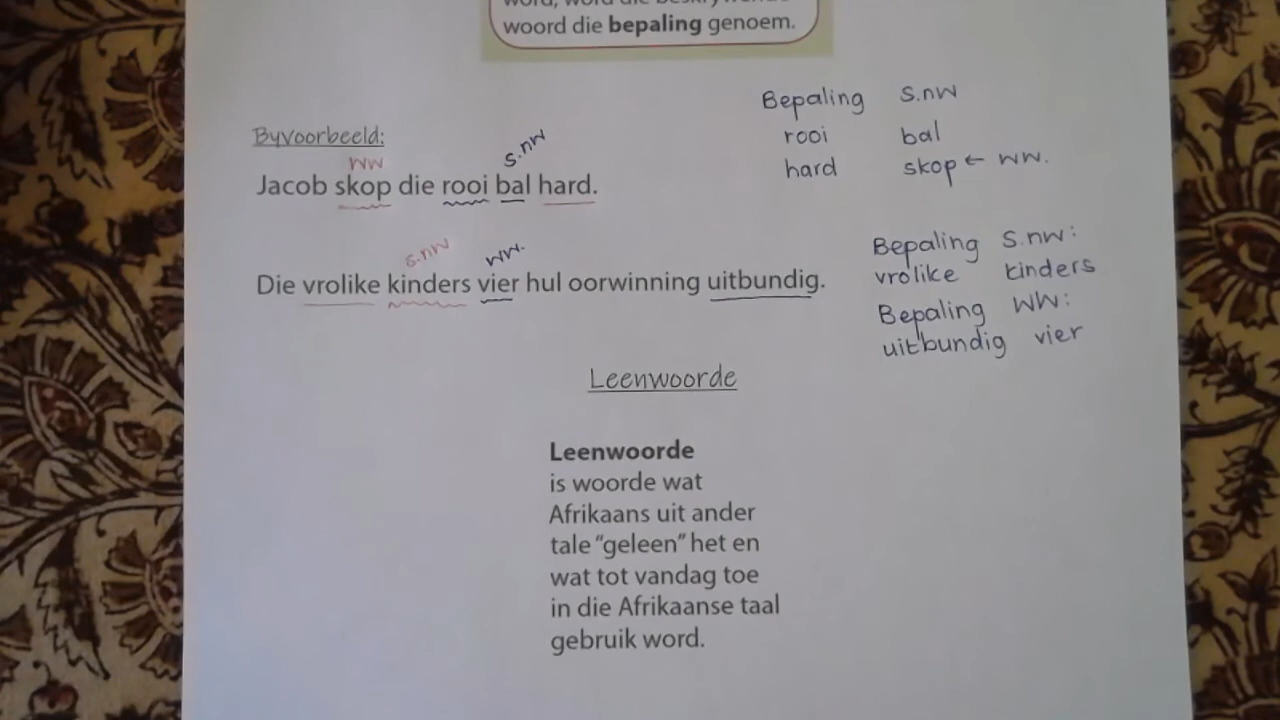 woord die bepaling genoem.
Bepaling s.nw
rooi bal
hard skop ← ww.
Byvoorbeeld:
ww s.nw
Jacob skop die rooi bal hard.
s.nw ww.
Die vrolike kinders vier hul oorwinning uitbundig.
Bepaling s.nw:
vrolike kinders
Bepaling ww:
uitbundig vier
Leenwoorde
Leenwoorde
is woorde wat
Afrikaans uit ander
tale "geleen" het en
wat tot vandag toe
in die Afrikaanse taal
gebruik word.